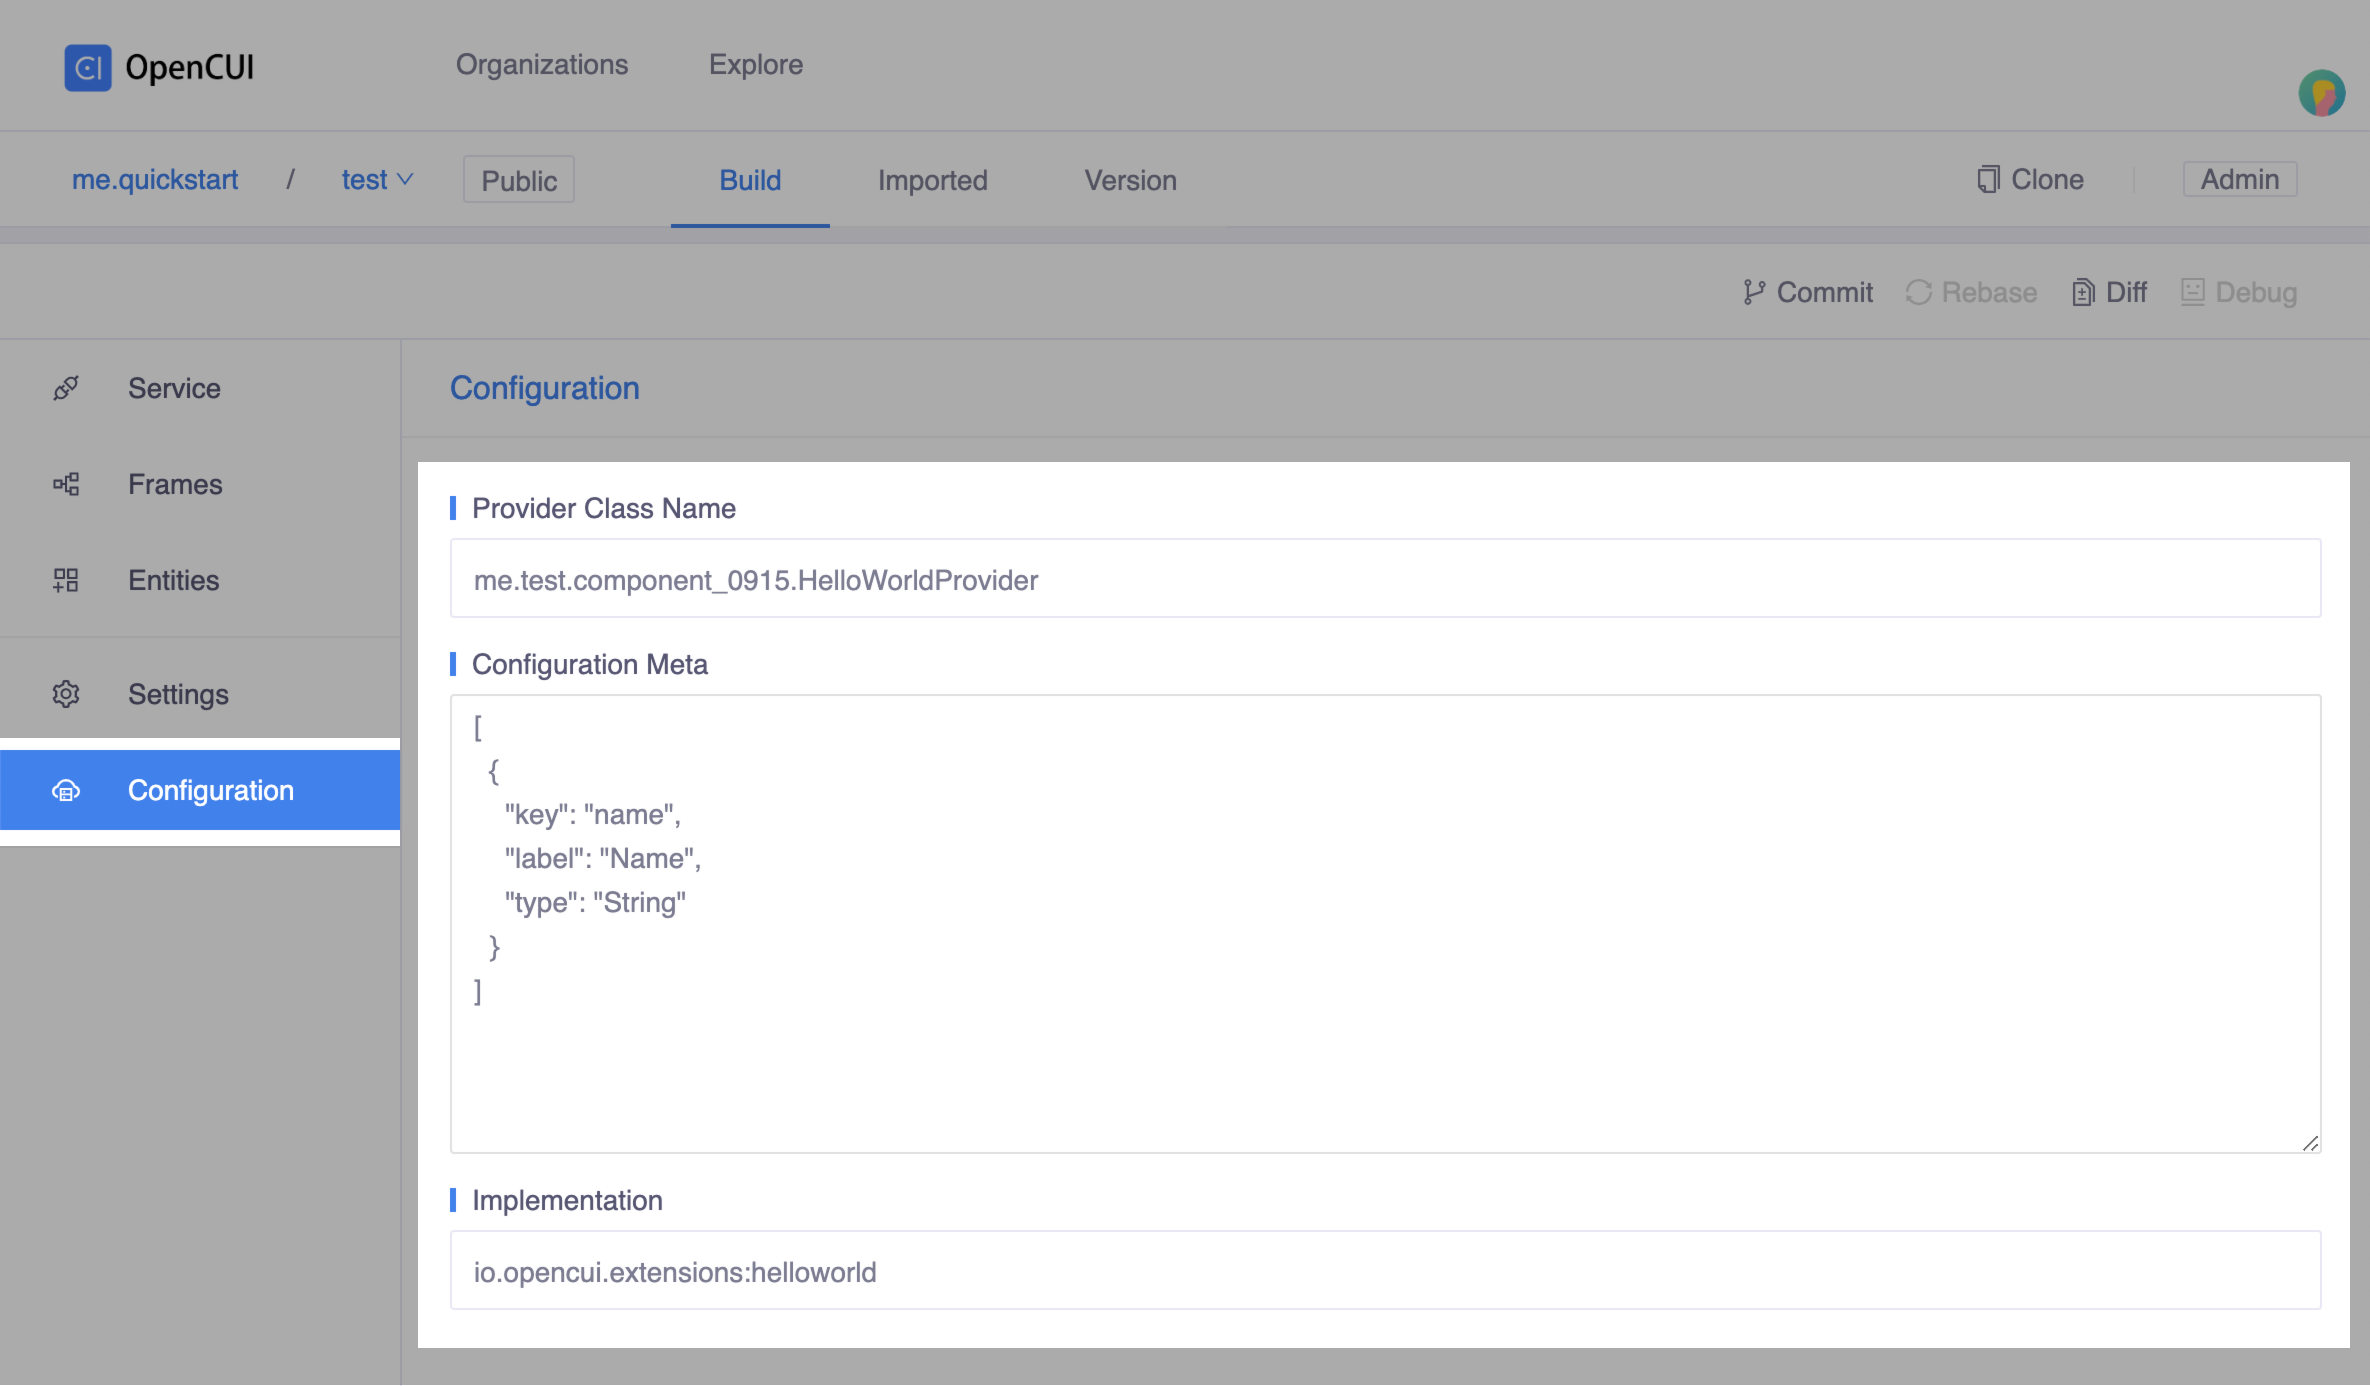 OpenCUI
Organizations
Explore
me.quickstart / test
Public
Build
Imported
Version
Clone
Admin
Commit
Rebase
Diff
Debug
Service
Frames
Entities
Settings
Configuration
Configuration
Provider Class Name
me.test.component_0915.HelloWorldProvider
Configuration Meta
[
  {
    "key": "name",
    "label": "Name",
    "type": "String"
  }
]
Implementation
io.opencui.extensions:helloworld